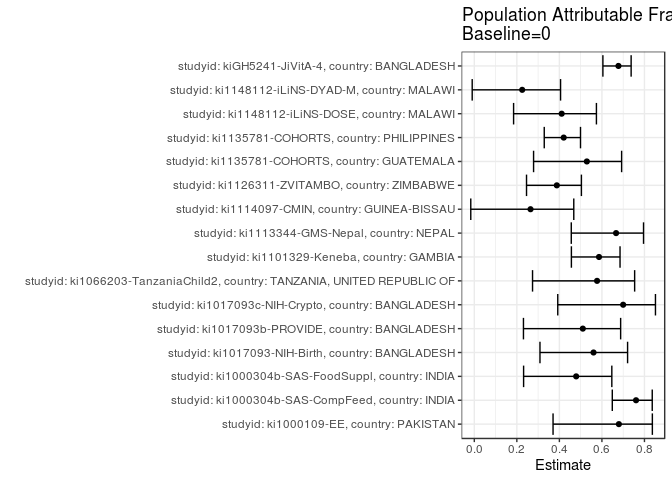 Population Attributable Fra
Baseline=0
studyid: kiGH5241-JiVitA-4, country: BANGLADESH
studyid: ki1148112-iLiNS-DYAD-M, country: MALAWI
studyid: ki1148112-iLiNS-DOSE, country: MALAWI
studyid: ki1135781-COHORTS, country: PHILIPPINES
studyid: ki1135781-COHORTS, country: GUATEMALA
studyid: ki1126311-ZVITAMBO, country: ZIMBABWE
studyid: ki1114097-CMIN, country: GUINEA-BISSAU
studyid: ki1113344-GMS-Nepal, country: NEPAL
studyid: ki1101329-Keneba, country: GAMBIA
studyid: ki1066203-TanzaniaChild2, country: TANZANIA, UNITED REPUBLIC OF
studyid: ki1017093c-NIH-Crypto, country: BANGLADESH
studyid: ki1017093b-PROVIDE, country: BANGLADESH
studyid: ki1017093-NIH-Birth, country: BANGLADESH
studyid: ki1000304b-SAS-FoodSuppl, country: INDIA
studyid: ki1000304b-SAS-CompFeed, country: INDIA
studyid: ki1000109-EE, country: PAKISTAN
0.0 0.2 0.4 0.6 0.8
Estimate